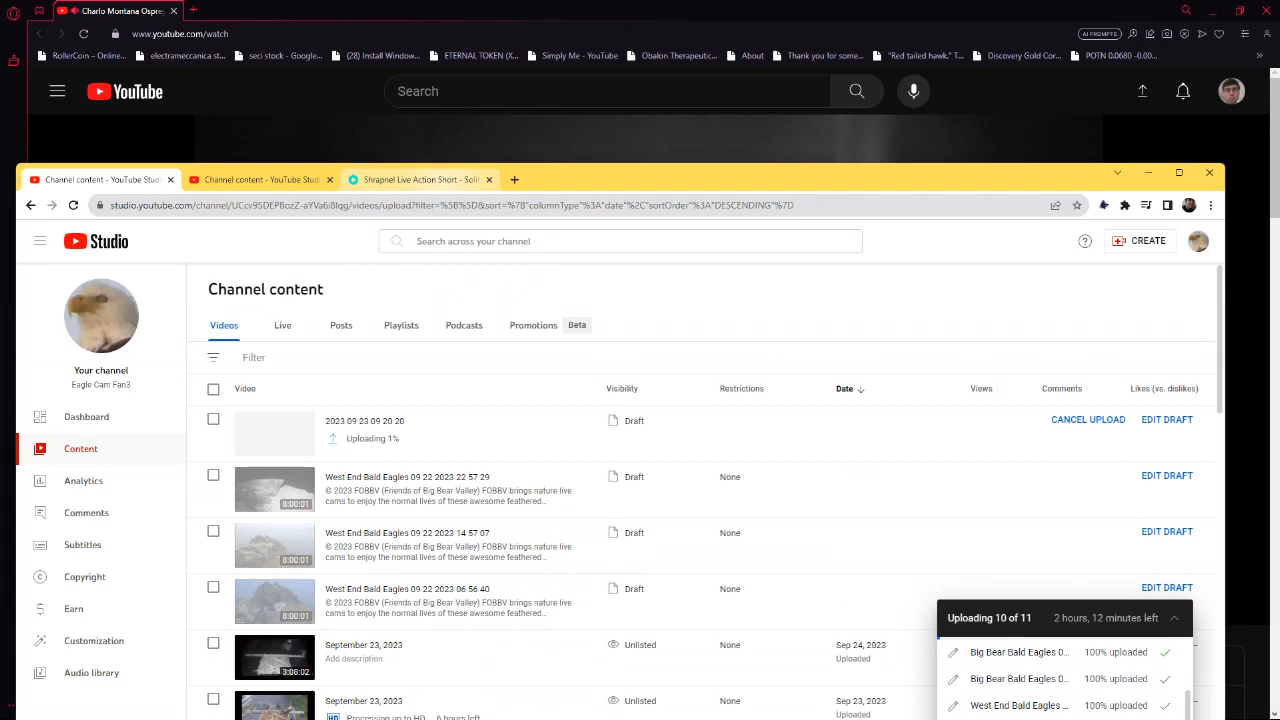 Charlo Montana Osprey
www.youtube.com/watch
AI PROMPTS
RollerCoin – Online...
electrameccanica st...
seci stock - Google...
(28) Install Window...
ETERNAL TOKEN (X...
Simply Me - YouTube
Obalon Therapeutic...
About
Thank you for some...
"Red tailed hawk." T...
Discovery Gold Cor...
POTN 0.0680 -0.00...
YouTube
Search
Channel content - YouTube Studi
Channel content - YouTube Studi
Shrapnel Live Action Short - Solit
studio.youtube.com/channel/UCcv95DEPBozZ-aYVa6i8lqg/videos/upload?filter=%5B%5D&sort=%7B"columnType"%3A"date"%2C"sortOrder"%3A"DESCENDING"%7D
Studio
Search across your channel
CREATE
Your channel
Eagle Cam Fan3
Dashboard
Content
Analytics
Comments
Subtitles
Copyright
Earn
Customization
Audio library
Channel content
Videos
Live
Posts
Playlists
Podcasts
Promotions
Beta
Filter
Video
Visibility
Restrictions
Date
Views
Comments
Likes (vs. dislikes)
2023 09 23 09 20 20
Uploading 1%
Draft
CANCEL UPLOAD
EDIT DRAFT
8:00:01
West End Bald Eagles 09 22 2023 22 57 29
© 2023 FOBBV (Friends of Big Bear Valley) FOBBV brings nature live
cams to enjoy the normal lives of these awesome feathered...
Draft
None
EDIT DRAFT
8:00:01
West End Bald Eagles 09 22 2023 14 57 07
© 2023 FOBBV (Friends of Big Bear Valley) FOBBV brings nature live
cams to enjoy the normal lives of these awesome feathered...
Draft
None
EDIT DRAFT
8:00:01
West End Bald Eagles 09 22 2023 06 56 40
© 2023 FOBBV (Friends of Big Bear Valley) FOBBV brings nature live
cams to enjoy the normal lives of these awesome feathered...
Draft
None
EDIT DRAFT
3:08:02
September 23, 2023
Add description
Unlisted
None
Sep 24, 2023
Uploaded
September 23, 2023
HD Processing up to HD ... 6 hours left
Unlisted
None
Sep 23, 2023
Uploaded
Uploading 10 of 11
2 hours, 12 minutes left
Big Bear Bald Eagles 0...
100% uploaded
Big Bear Bald Eagles 0...
100% uploaded
West End Bald Eagles ...
100% uploaded